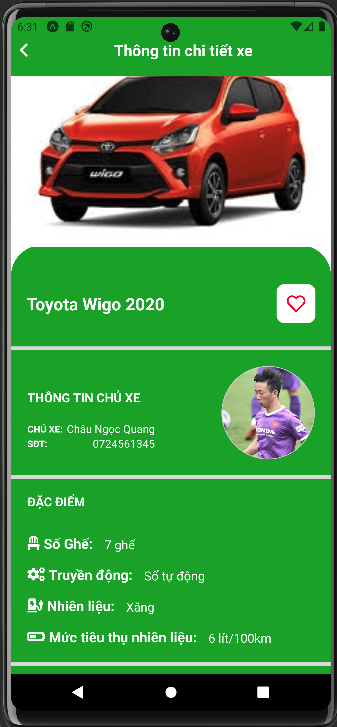 6:31
Thông tin chi tiết xe
WIGO
Toyota Wigo 2020
THÔNG TIN CHỦ XE
CHỦ XE: Châu Ngọc Quang
SĐT: 0724561345
HONDA
ĐẶC ĐIỂM
Số Ghế: 7 ghế
Truyền động: Số tự động
Nhiên liệu: Xăng
Mức tiêu thụ nhiên liệu: 6 lít/100km